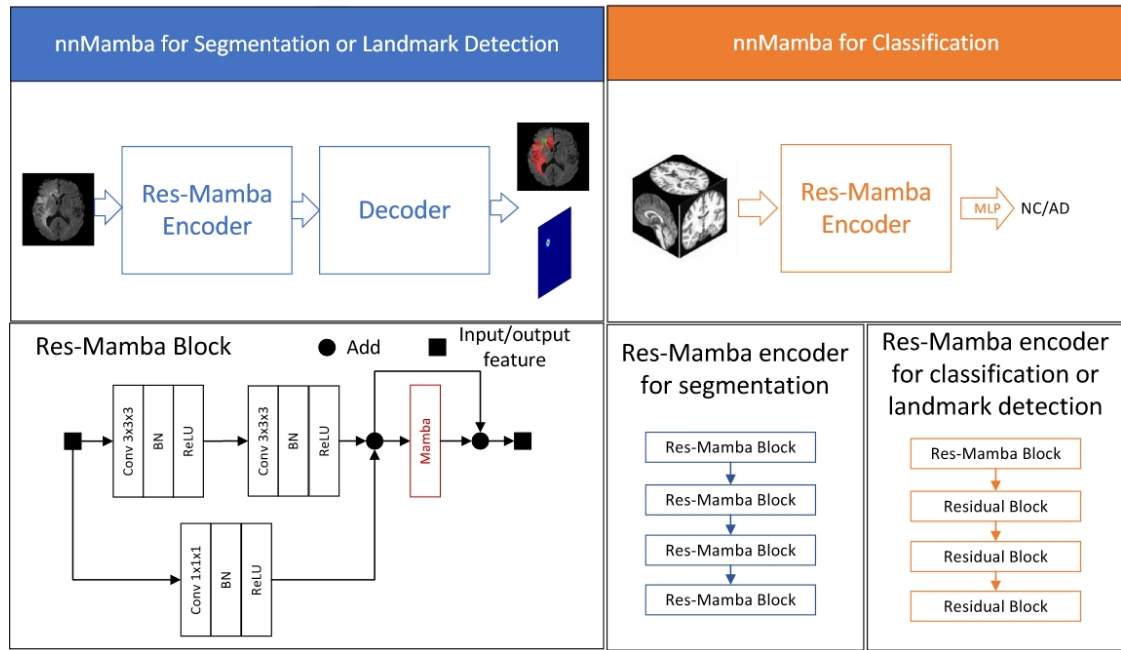 nnMamba for Segmentation or Landmark Detection
nnMamba for Classification
Res-Mamba
Encoder
Decoder
Res-Mamba
Encoder
MLP
NC/AD
Res-Mamba Block
Add
Input/output
feature
Conv 3x3x3
BN
ReLU
Conv 3x3x3
BN
ReLU
Mamba
Conv 1x1x1
BN
ReLU
Res-Mamba encoder
for segmentation
Res-Mamba Block
Res-Mamba Block
Res-Mamba Block
Res-Mamba Block
Res-Mamba encoder
for classification or
landmark detection
Res-Mamba Block
Residual Block
Residual Block
Residual Block